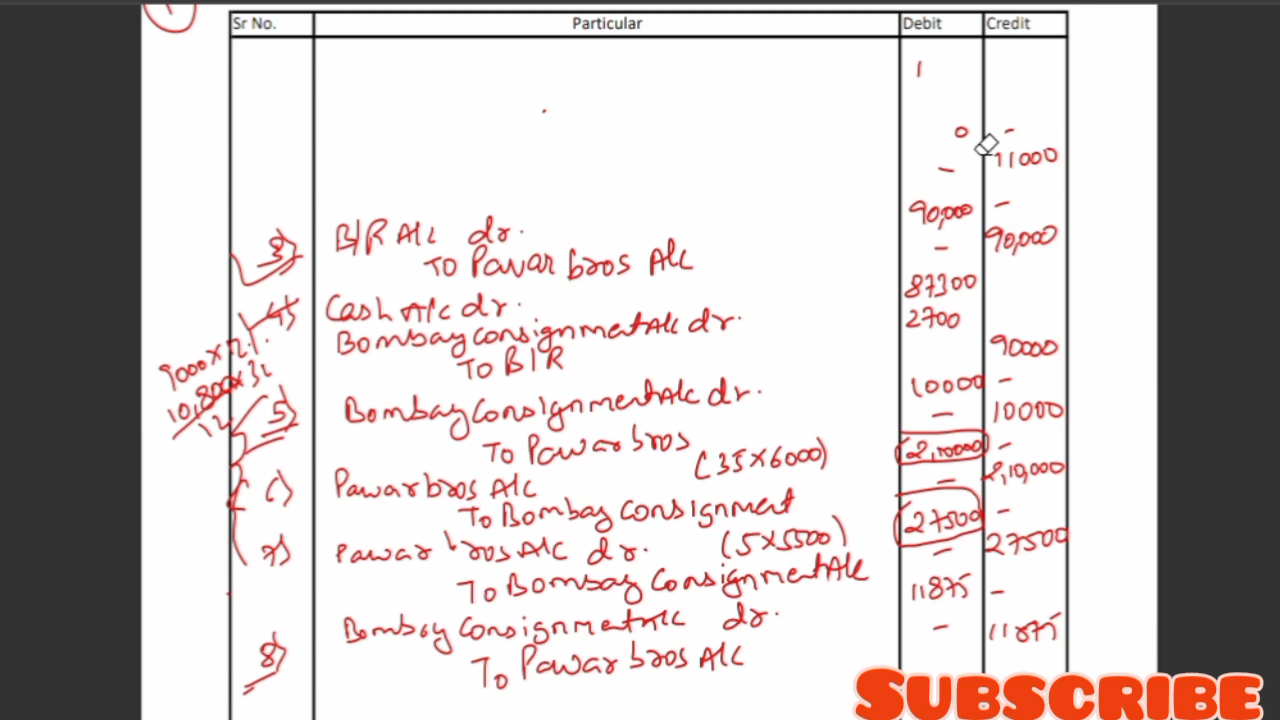 Sr No. Particular Debit Credit
1
0 -
- 11000
90,000 -
3) B/R A/c dr. - 90,000
To Pawar bros A/c
4) Cash A/c dr. 87300
Bombay consignment A/c dr. 2700
To B/R 90000
9000 x 12%
10,800 x 3
12
5) Bombay Consignment A/c dr. 10000 -
To Pawar bros - 10000
(35 x 6000) 2,10000 -
6) Pawar bros A/c - 2,10,000
To Bombay consignment
27500 -
7) Pawar bros A/c dr. (5 x 5500) - 27500
To Bombay Consignment A/c
11875 -
8) Bombay Consignment A/c dr. - 11875
To Pawar bros A/c
SUBSCRIBE